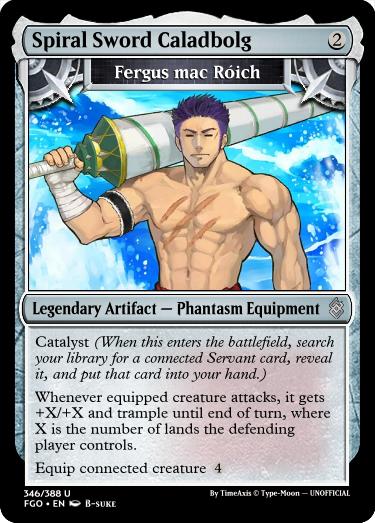 Spiral Sword Caladbolg 2
Fergus mac Róich
Legendary Artifact — Phantasm Equipment
Catalyst (When this enters the battlefield, search
your library for a connected Servant card, reveal
it, and put that card into your hand.)
Whenever equipped creature attacks, it gets
+X/+X and trample until end of turn, where
X is the number of lands the defending
player controls.
Equip connected creature 4
346/388 U
FGO • EN B-suke
By TimeAxis © Type-Moon — UNOFFICIAL